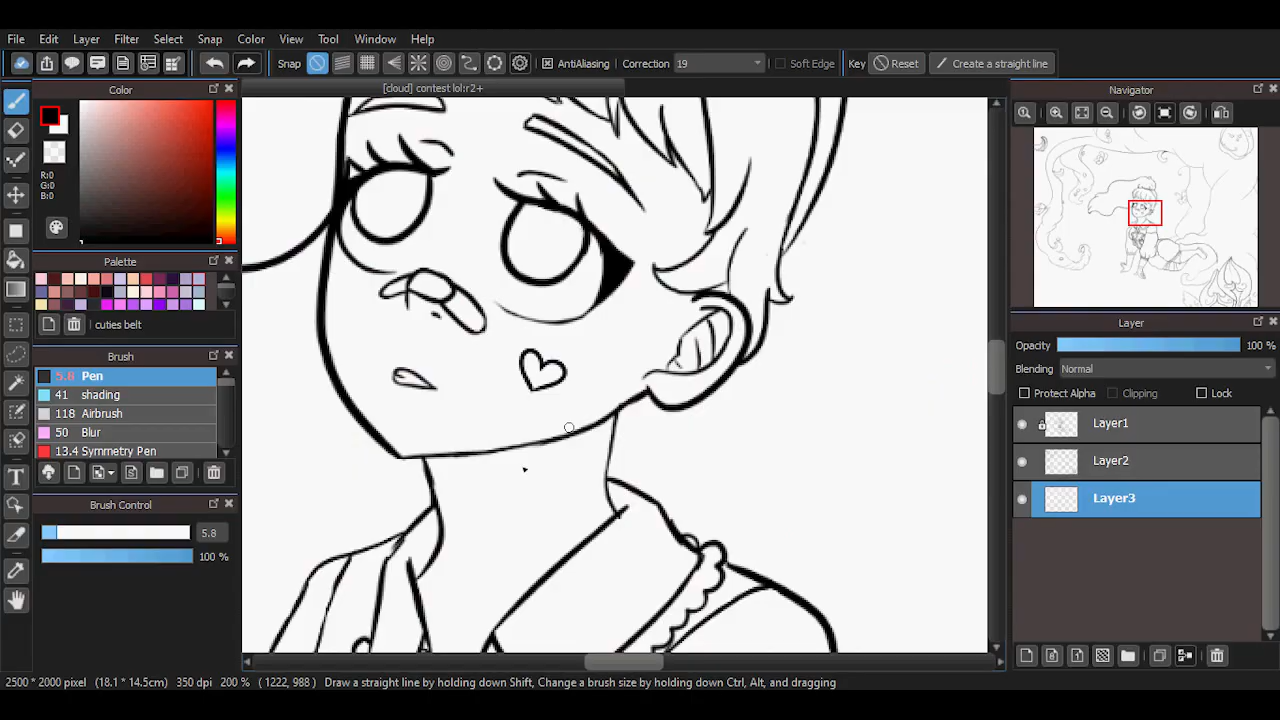 File Edit Layer Filter Select Snap Color View Tool Window Help
Snap AntiAliasing Correction 19 Soft Edge Key Reset Create a straight line
Color
[cloud] contest lol:r2+
Navigator
R:0
G:0
B:0
Palette
cuties belt
Brush
5.8 Pen
41 shading
118 Airbrush
50 Blur
13.4 Symmetry Pen
Brush Control
5.8
100 %
Layer
Opacity 100 %
Blending Normal
Protect Alpha Clipping Lock
Layer1
Layer2
Layer3
2500 * 2000 pixel (18.1 * 14.5cm) 350 dpi 200 % ( 1222, 988 ) Draw a straight line by holding down Shift, Change a brush size by holding down Ctrl, Alt, and dragging